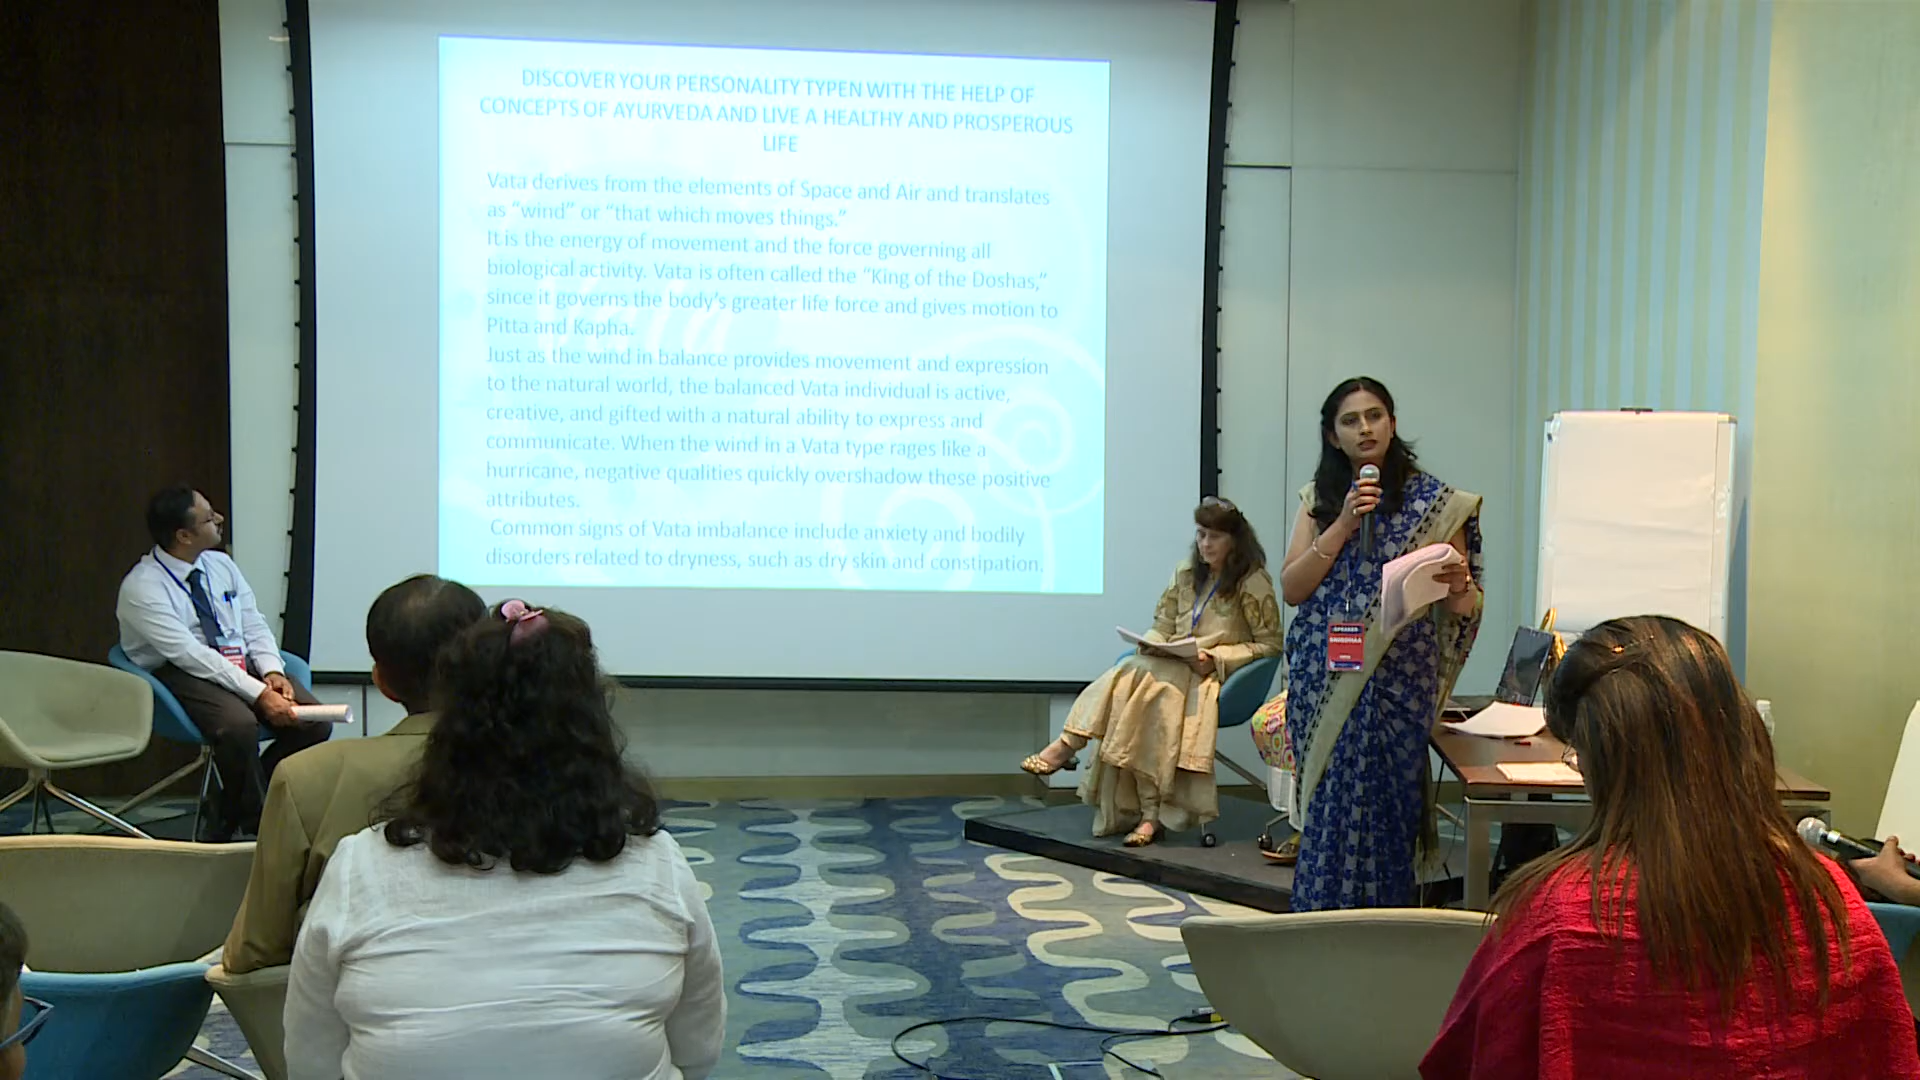 DISCOVER YOUR PERSONALITY TYPEN WITH THE HELP OF
CONCEPTS OF AYURVEDA AND LIVE A HEALTHY AND PROSPEROUS
LIFE
Vata derives from the elements of Space and Air and translates
as “wind” or “that which moves things.”
It is the energy of movement and the force governing all
biological activity. Vata is often called the “King of the Doshas,”
since it governs the body’s greater life force and gives motion to
Pitta and Kapha.
Just as the wind in balance provides movement and expression
to the natural world, the balanced Vata individual is active,
creative, and gifted with a natural ability to express and
communicate. When the wind in a Vata type rages like a
hurricane, negative qualities quickly overshadow these positive
attributes.
Common signs of Vata imbalance include anxiety and bodily
disorders related to dryness, such as dry skin and constipation.
Vata
SPEAKER